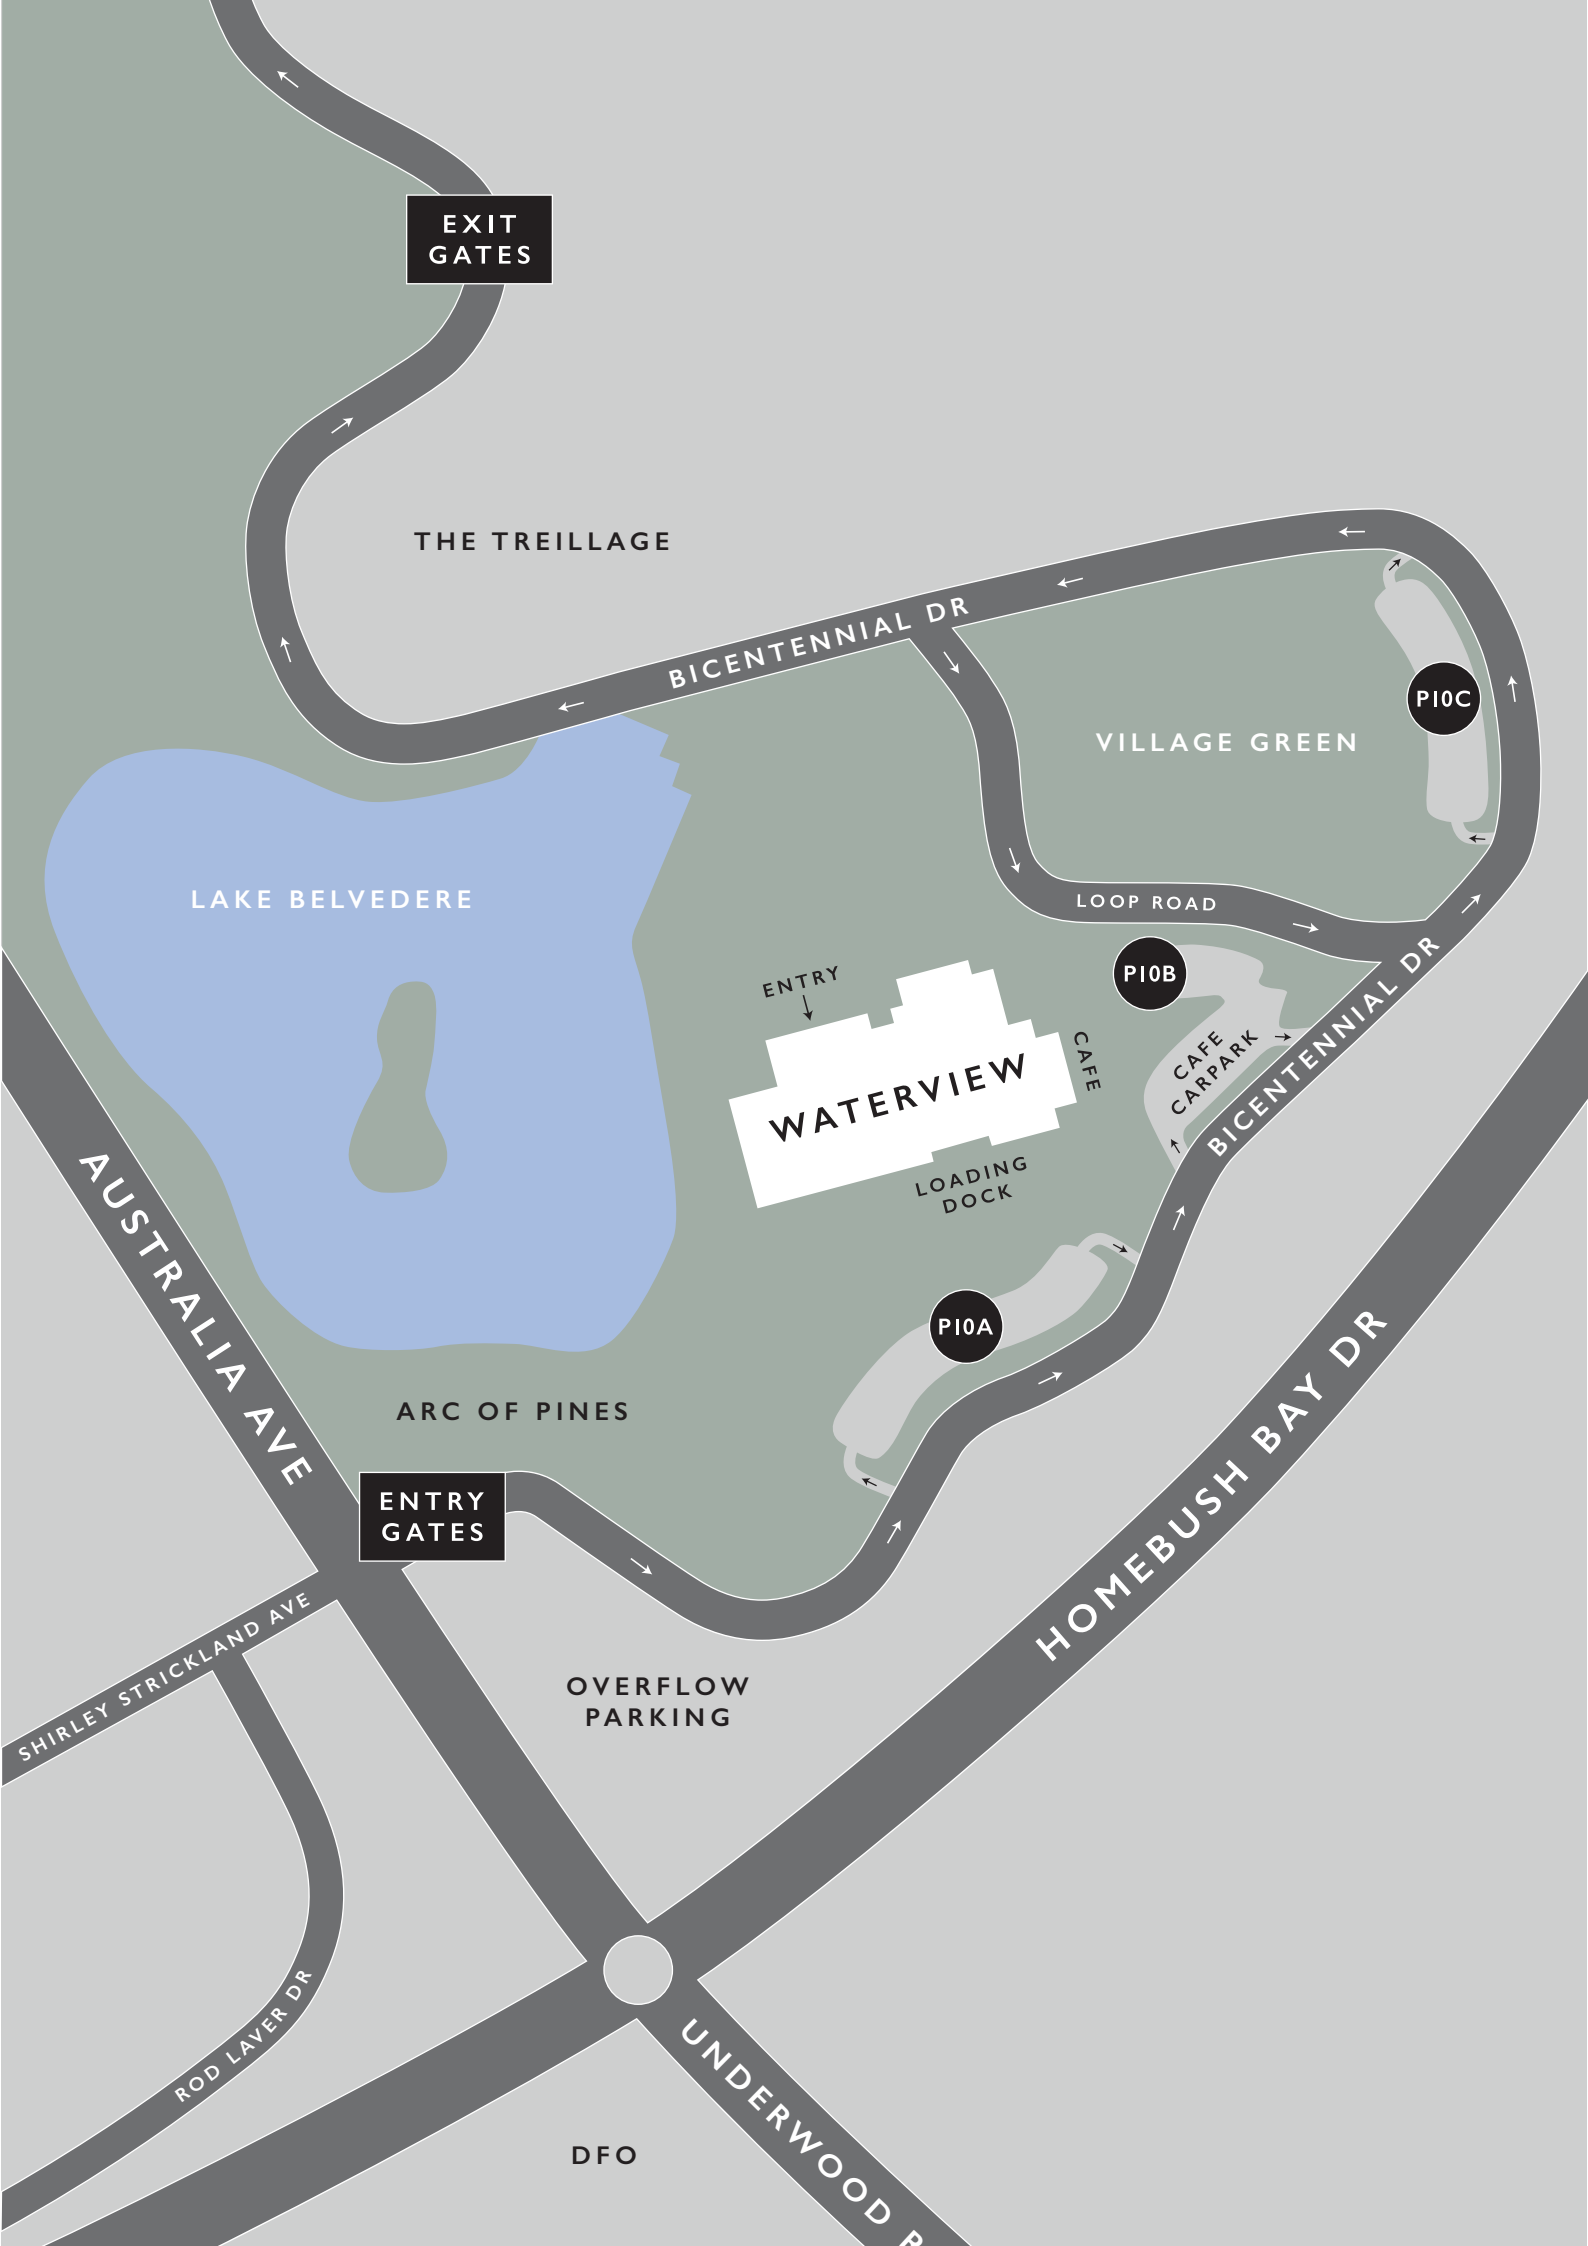 EXIT
GATES
THE TREILLAGE
BICENTENNIAL DR
P10C
VILLAGE GREEN
LAKE BELVEDERE
LOOP ROAD
ENTRY
P10B
BICENTENNIAL DR
CAFE
CAFE
CARPARK
WATERVIEW
LOADING
DOCK
AUSTRALIA AVE
P10A
ARC OF PINES
HOMEBUSH BAY DR
ENTRY
GATES
SHIRLEY STRICKLAND AVE
OVERFLOW
PARKING
ROD LAVER DR
UNDERWOOD
DFO